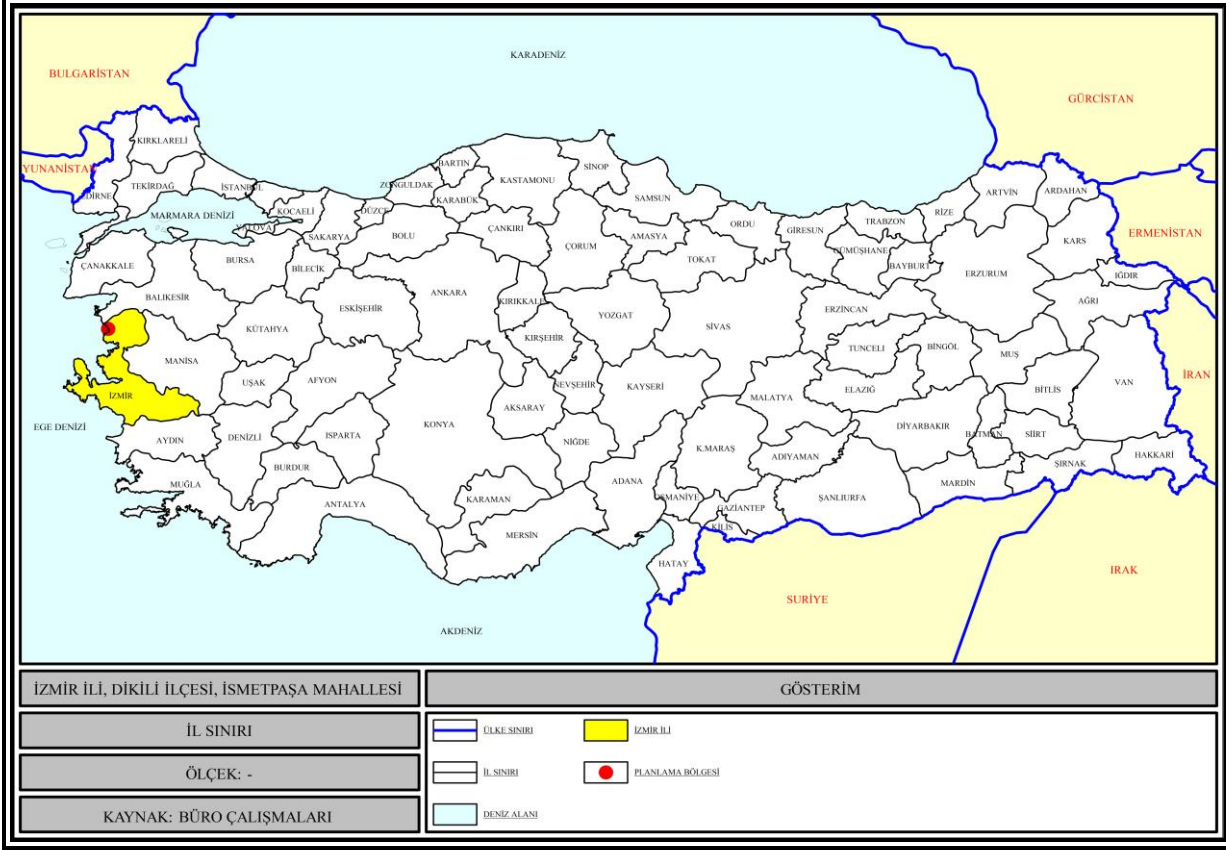 KARADENİZ
BULGARİSTAN
GÜRCİSTAN
KIRKLARELİ
YUNANİSTAN
EDİRNE
TEKİRDAĞ
İSTANBUL
MARMARA DENİZİ
KOCAELİ
YALOVA
SAKARYA
DÜZCE
ZONGULDAK
BARTIN
KARABÜK
KASTAMONU
SİNOP
SAMSUN
ORDU
GİRESUN
TRABZON
RİZE
ARTVİN
ARDAHAN
KARS
ERMENİSTAN
IĞDIR
ÇANAKKALE
BALIKESİR
BURSA
BİLECİK
BOLU
ÇANKIRI
ÇORUM
AMASYA
TOKAT
GÜMÜŞHANE
BAYBURT
ERZURUM
AĞRI
ESKİŞEHİR
ANKARA
KIRIKKALE
YOZGAT
SİVAS
ERZİNCAN
KÜTAHYA
KIRŞEHİR
TUNCELİ
BİNGÖL
MUŞ
VAN
İRAN
MANİSA
UŞAK
AFYON
NEVŞEHİR
KAYSERİ
MALATYA
ELAZIĞ
BİTLİS
İZMİR
EGE DENİZİ
AYDIN
DENİZLİ
ISPARTA
KONYA
AKSARAY
NİĞDE
K.MARAŞ
ADIYAMAN
DİYARBAKIR
BATMAN
SİİRT
ŞIRNAK
HAKKARİ
MUĞLA
BURDUR
ANTALYA
KARAMAN
MERSİN
ADANA
OSMANİYE
GAZİANTEP
KİLİS
ŞANLIURFA
MARDİN
HATAY
IRAK
SURİYE
AKDENİZ
İZMİR İLİ, DİKİLİ İLÇESİ, İSMETPAŞA MAHALLESİ
İL SINIRI
ÖLÇEK: -
KAYNAK: BÜRO ÇALIŞMALARI
GÖSTERİM
ÜLKE SINIRI
İZMİR İLİ
İL SINIRI
PLANLAMA BÖLGESİ
DENİZ ALANI